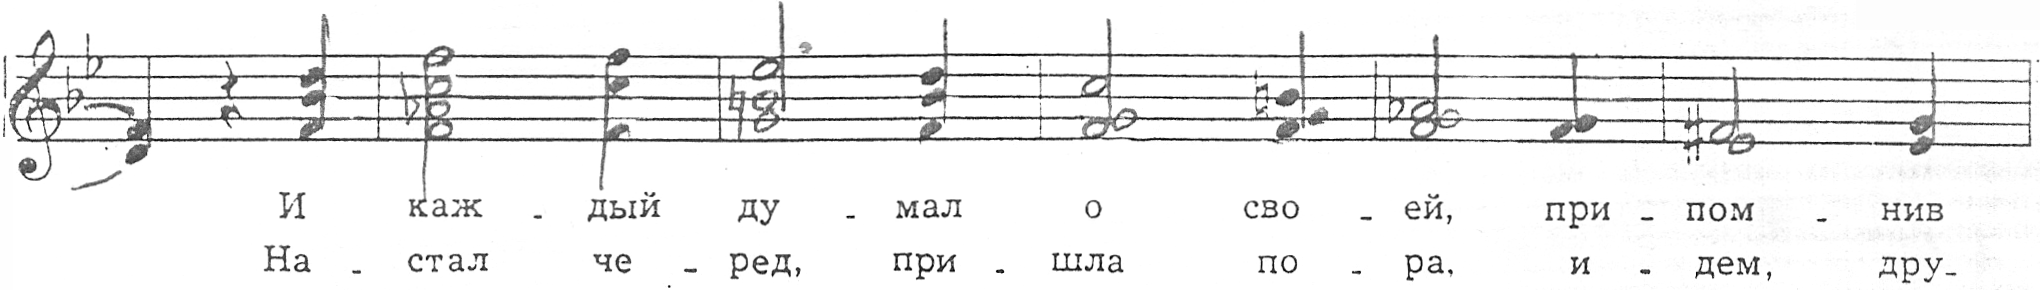 И каж - дый ду - мал о сво - ей, при - пом - нив
На - стал че - ред, при - шла по - ра, и - дем, дру-